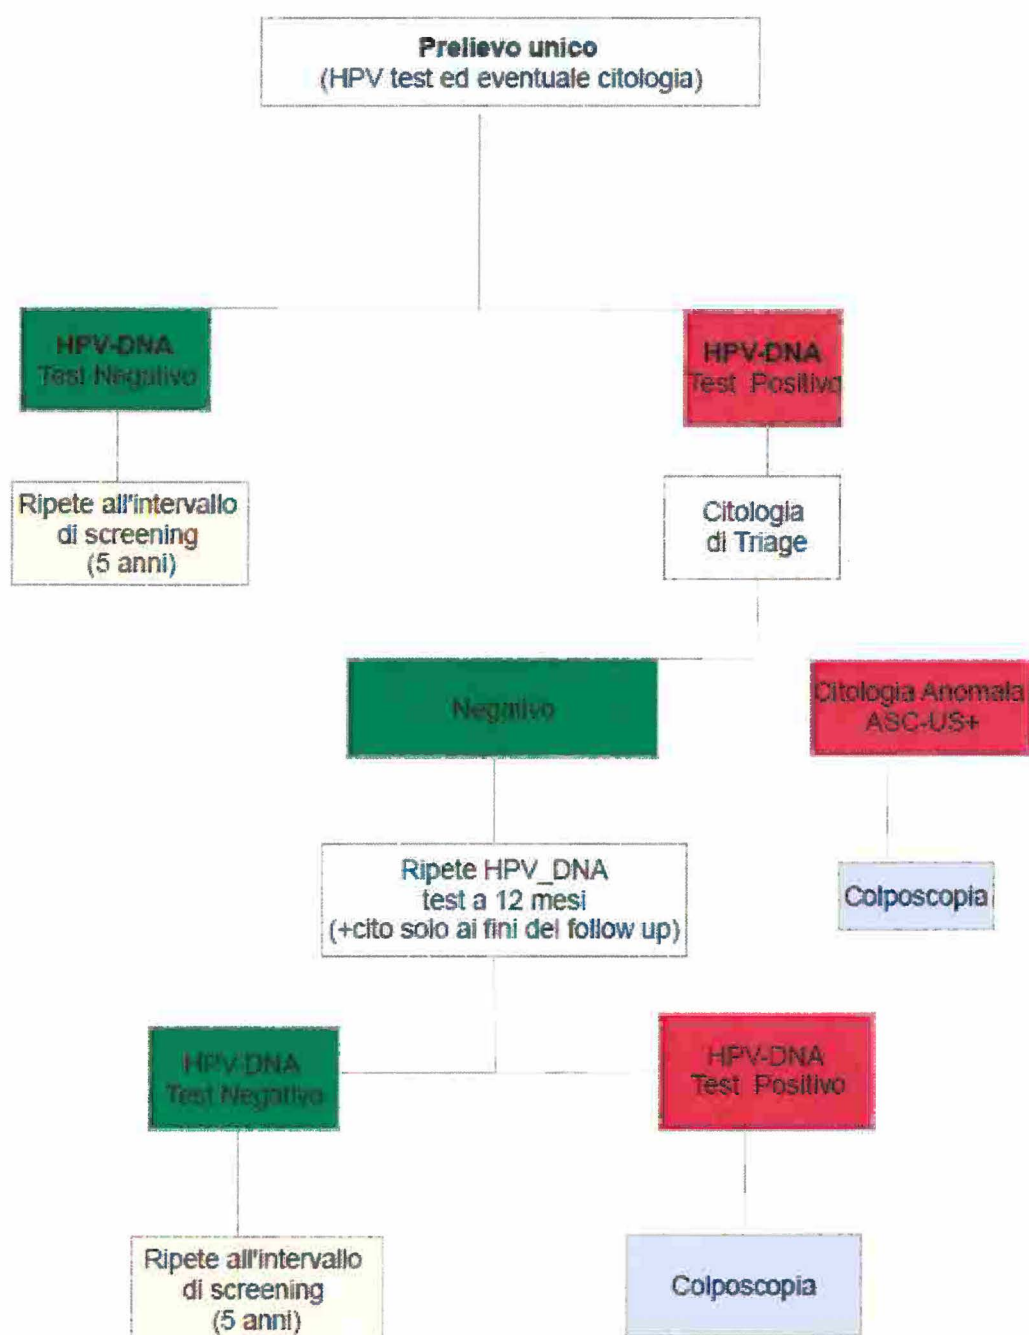 Prelievo unico
(HPV test ed eventuale citologia)
HPV-DNA
Test Negativo
HPV-DNA
Test Positivo
Ripete all'intervallo
di screening
(5 anni)
Citologia
di Triage
Negativo
Citologia Anomala
ASC-US+
Ripete HPV_DNA
test a 12 mesi
(+cito solo ai fini del follow up)
Colposcopia
HPV-DNA
Test Negativo
HPV-DNA
Test Positivo
Ripete all'intervallo
di screening
(5 anni)
Colposcopia